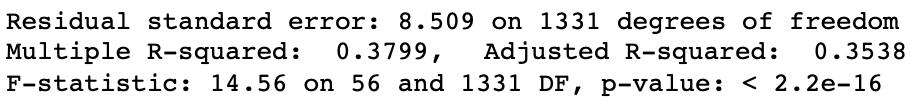 Residual standard error: 8.509 on 1331 degrees of freedom
Multiple R-squared:  0.3799,   Adjusted R-squared:  0.3538
F-statistic: 14.56 on 56 and 1331 DF, p-value: < 2.2e-16